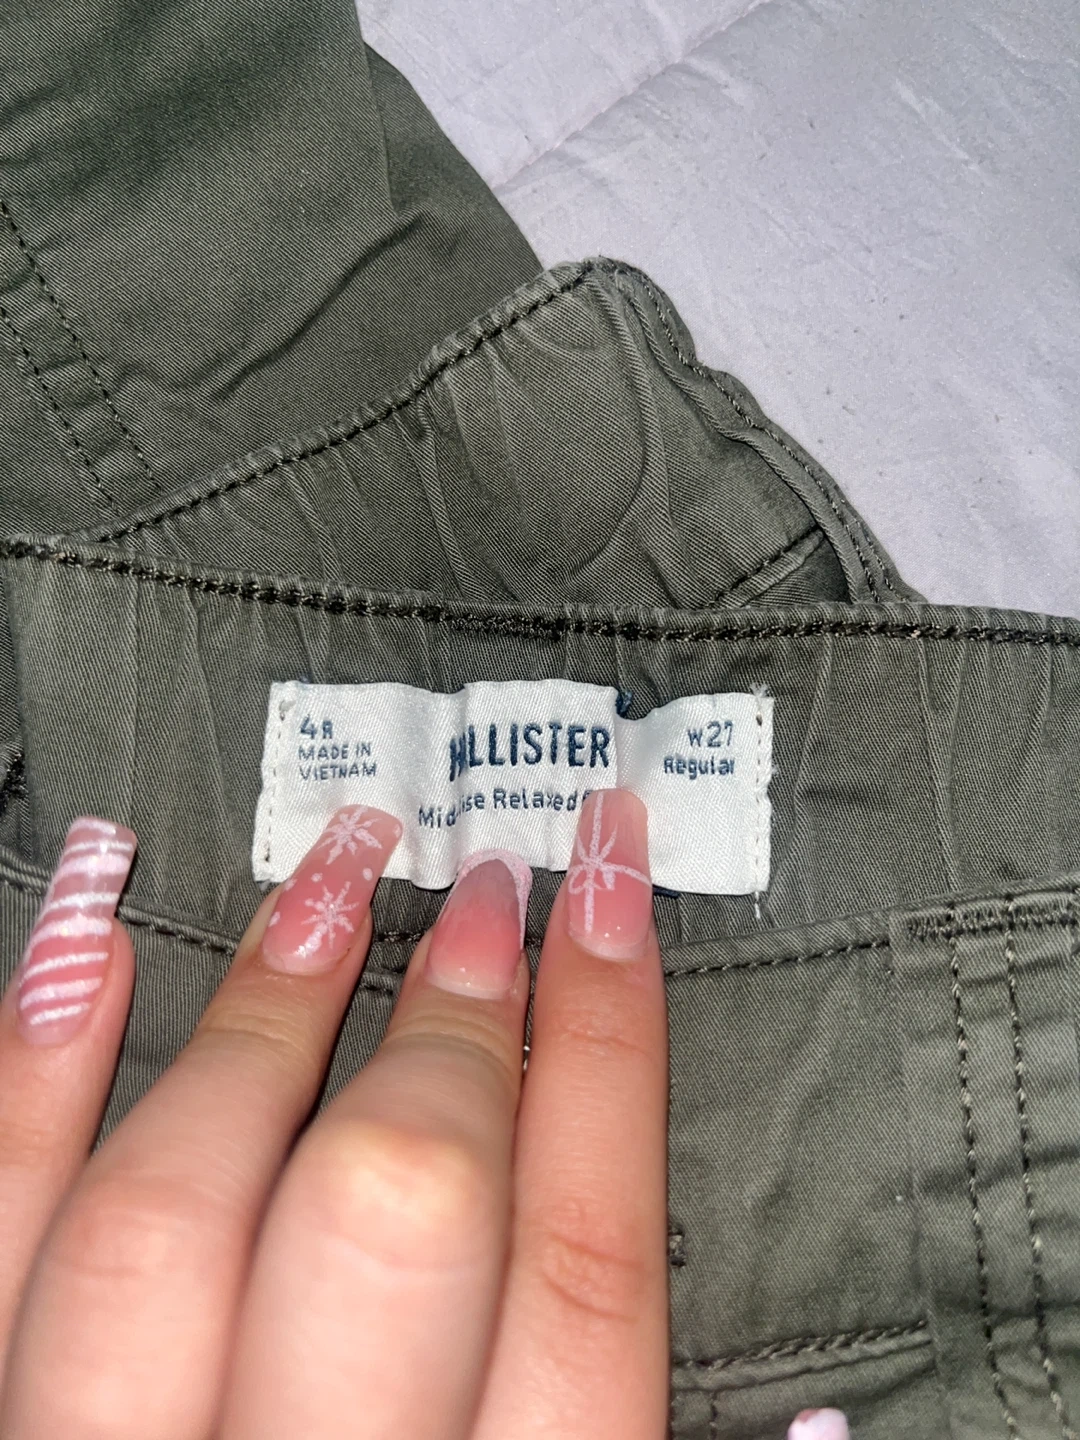 4R
MADE IN
VIETNAM
HOLLISTER
Relaxed
W27
Regular